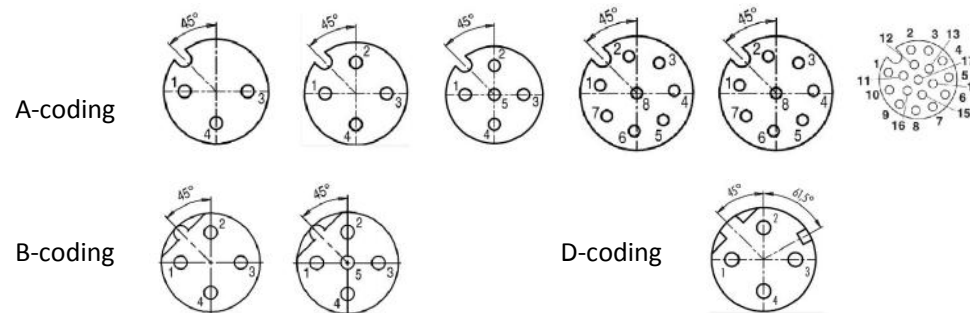 45° 45° 45° 45° 45°
A-coding
1 3 4
1 2 3 4
1 2 3 4 5
1 2 3 4 5 6 7 8
1 2 3 4 5 6 7 8
12 2 3 13
4
1 17
11 5
10 6
9 16 8 7 15
45° 45° 45° 61,5°
B-coding
1 2 3 4
1 2 3 4 5
D-coding
1 2 3 4